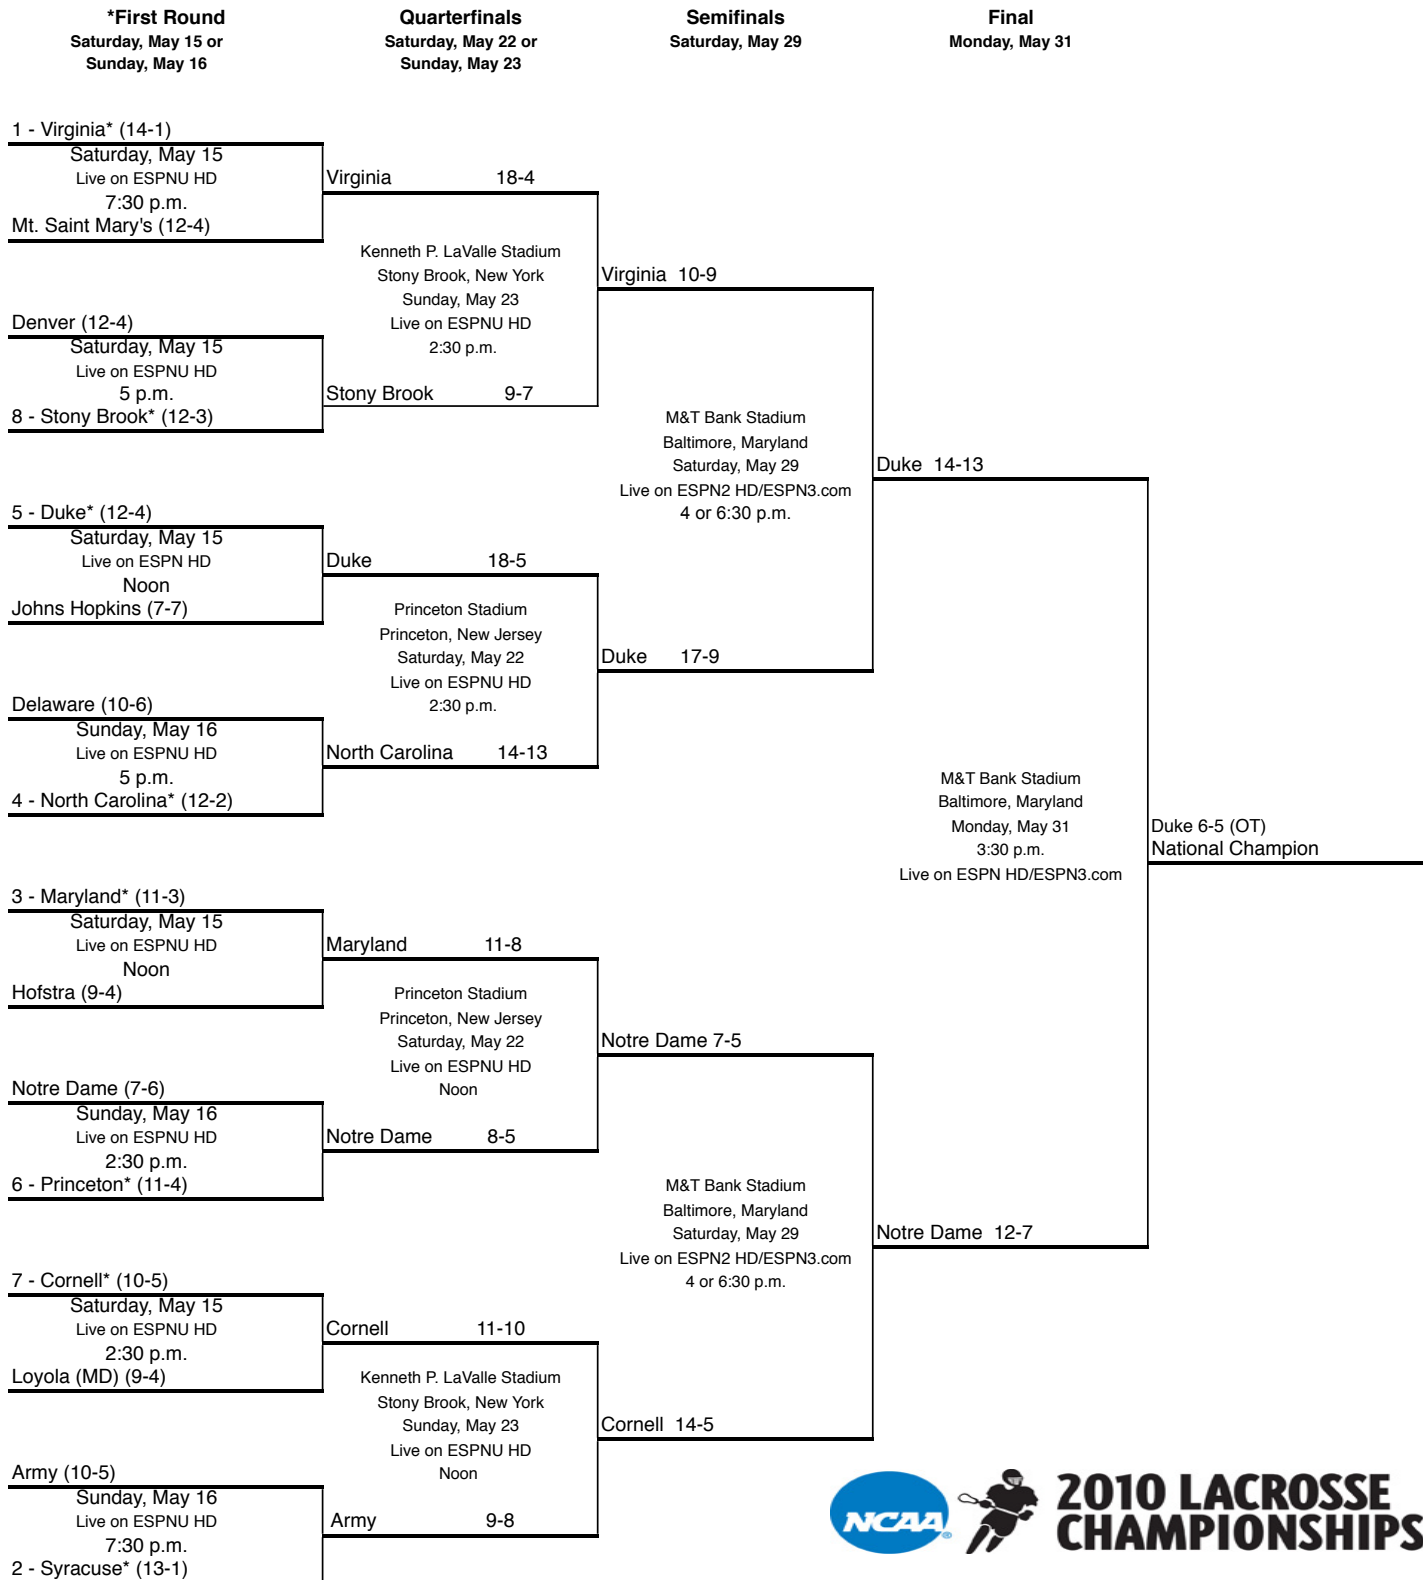 *First Round
Saturday, May 15 or
Sunday, May 16
Quarterfinals
Saturday, May 22 or
Sunday, May 23
Semifinals
Saturday, May 29
Final
Monday, May 31
1 - Virginia* (14-1)
Saturday, May 15
Live on ESPNU HD
7:30 p.m.
Mt. Saint Mary's (12-4)
Denver (12-4)
Saturday, May 15
Live on ESPNU HD
5 p.m.
8 - Stony Brook* (12-3)
5 - Duke* (12-4)
Saturday, May 15
Live on ESPN HD
Noon
Johns Hopkins (7-7)
Delaware (10-6)
Sunday, May 16
Live on ESPNU HD
5 p.m.
4 - North Carolina* (12-2)
3 - Maryland* (11-3)
Saturday, May 15
Live on ESPNU HD
Noon
Hofstra (9-4)
Notre Dame (7-6)
Sunday, May 16
Live on ESPNU HD
2:30 p.m.
6 - Princeton* (11-4)
7 - Cornell* (10-5)
Saturday, May 15
Live on ESPNU HD
2:30 p.m.
Loyola (MD) (9-4)
Army (10-5)
Sunday, May 16
Live on ESPNU HD
7:30 p.m.
2 - Syracuse* (13-1)
Virginia 18-4
Kenneth P. LaValle Stadium
Stony Brook, New York
Sunday, May 23
Live on ESPNU HD
2:30 p.m.
Stony Brook 9-7
Duke 18-5
Princeton Stadium
Princeton, New Jersey
Saturday, May 22
Live on ESPNU HD
2:30 p.m.
North Carolina 14-13
Maryland 11-8
Princeton Stadium
Princeton, New Jersey
Saturday, May 22
Live on ESPNU HD
Noon
Notre Dame 8-5
Cornell 11-10
Kenneth P. LaValle Stadium
Stony Brook, New York
Sunday, May 23
Live on ESPNU HD
Noon
Army 9-8
Virginia 10-9
M&T Bank Stadium
Baltimore, Maryland
Saturday, May 29
Live on ESPN2 HD/ESPN3.com
4 or 6:30 p.m.
Duke 17-9
Notre Dame 7-5
M&T Bank Stadium
Baltimore, Maryland
Saturday, May 29
Live on ESPN2 HD/ESPN3.com
4 or 6:30 p.m.
Cornell 14-5
Duke 14-13
M&T Bank Stadium
Baltimore, Maryland
Monday, May 31
3:30 p.m.
Live on ESPN HD/ESPN3.com
Notre Dame 12-7
Duke 6-5 (OT)
National Champion
NCAA
2010 LACROSSE
CHAMPIONSHIPS